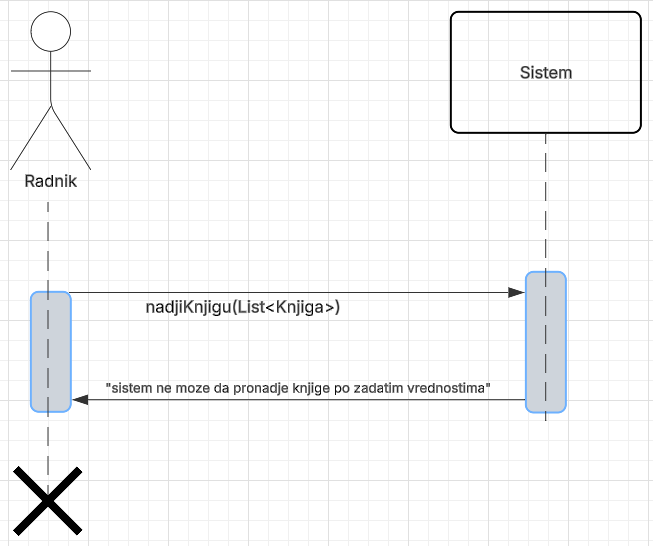 Sistem
Radnik
nadjiKnjigu(List<Knjiga>)
"sistem ne moze da pronadje knjige po zadatim vrednostima"